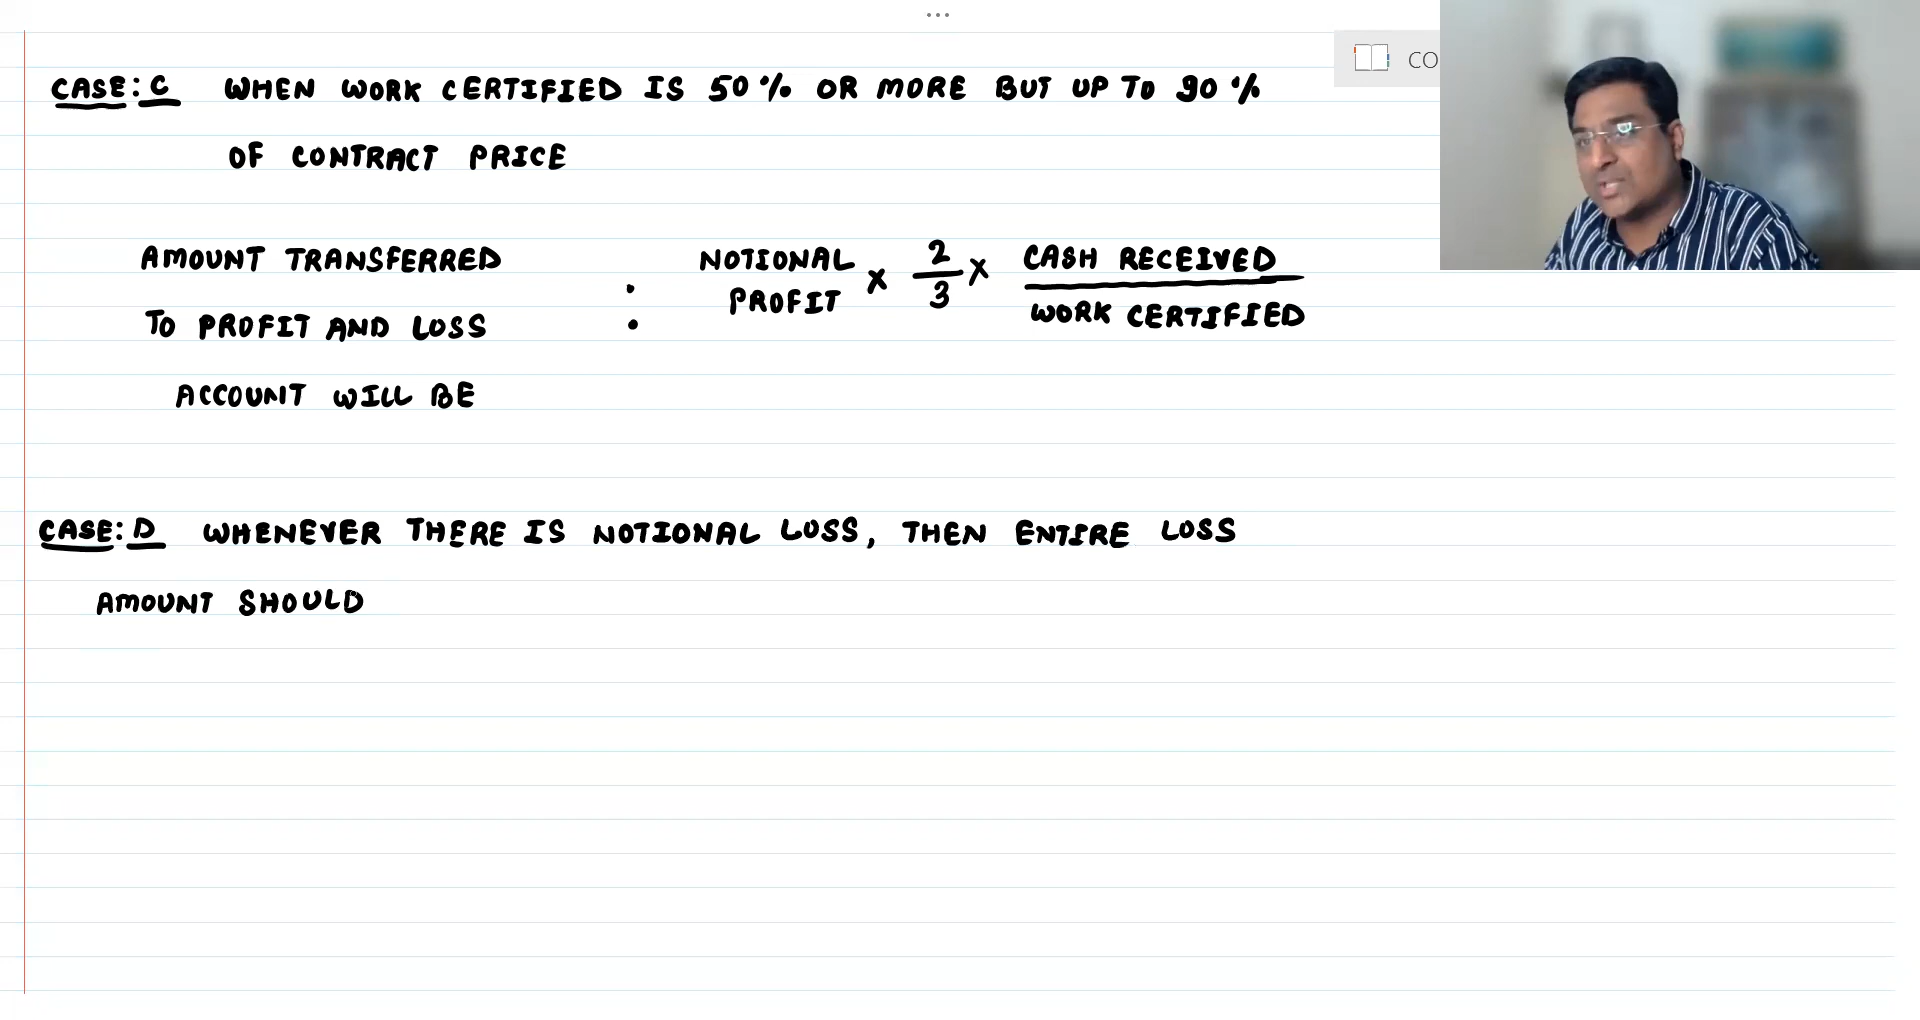 CASE: C WHEN WORK CERTIFIED IS 50% OR MORE BUT UP TO 90%
OF CONTRACT PRICE
CO
AMOUNT TRANSFERRED
TO PROFIT AND LOSS
ACCOUNT WILL BE
:
NOTIONAL PROFIT × 2/3 × CASH RECEIVED / WORK CERTIFIED
CASE: D WHENEVER THERE IS NOTIONAL LOSS, THEN ENTIRE LOSS
AMOUNT SHOULD